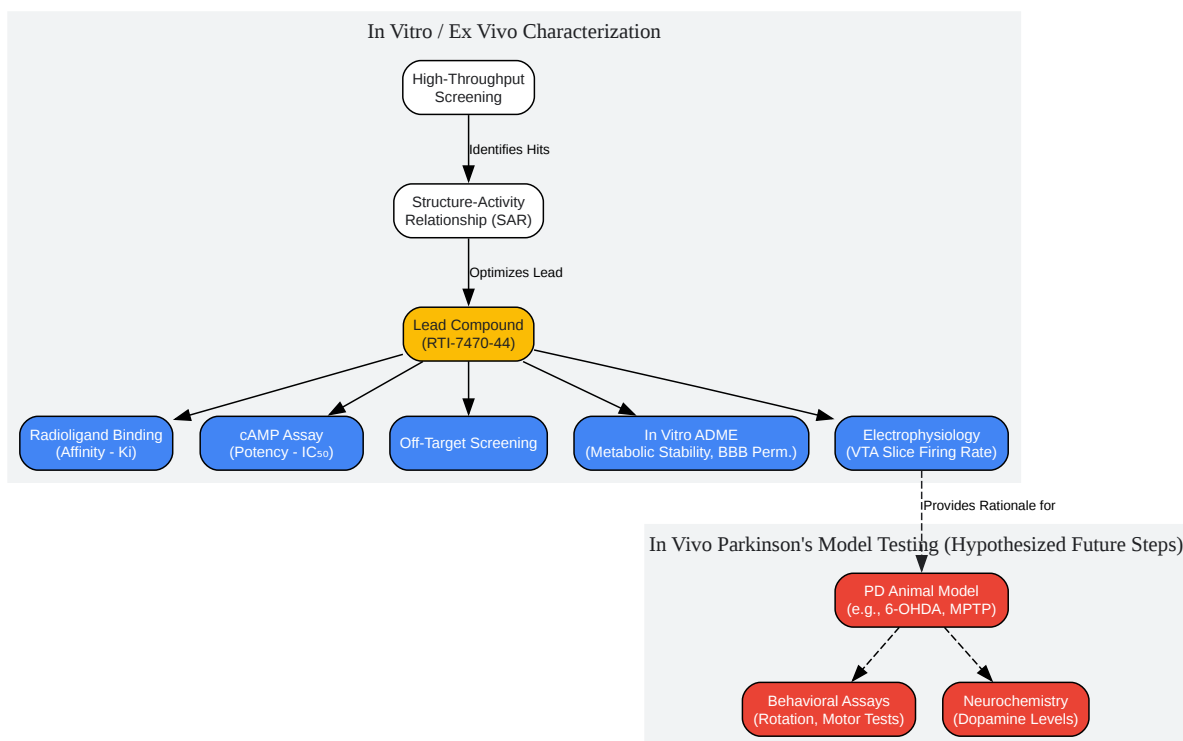 In Vitro / Ex Vivo Characterization
High-Throughput
Screening
Identifies Hits
Structure-Activity
Relationship (SAR)
Optimizes Lead
Lead Compound
(RTI-7470-44)
Radioligand Binding
(Affinity - Ki)
cAMP Assay
(Potency - IC₅₀)
Off-Target Screening
In Vitro ADME
(Metabolic Stability, BBB Perm.)
Electrophysiology
(VTA Slice Firing Rate)
Provides Rationale for
In Vivo Parkinson's Model Testing (Hypothesized Future Steps)
PD Animal Model
(e.g., 6-OHDA, MPTP)
Behavioral Assays
(Rotation, Motor Tests)
Neurochemistry
(Dopamine Levels)